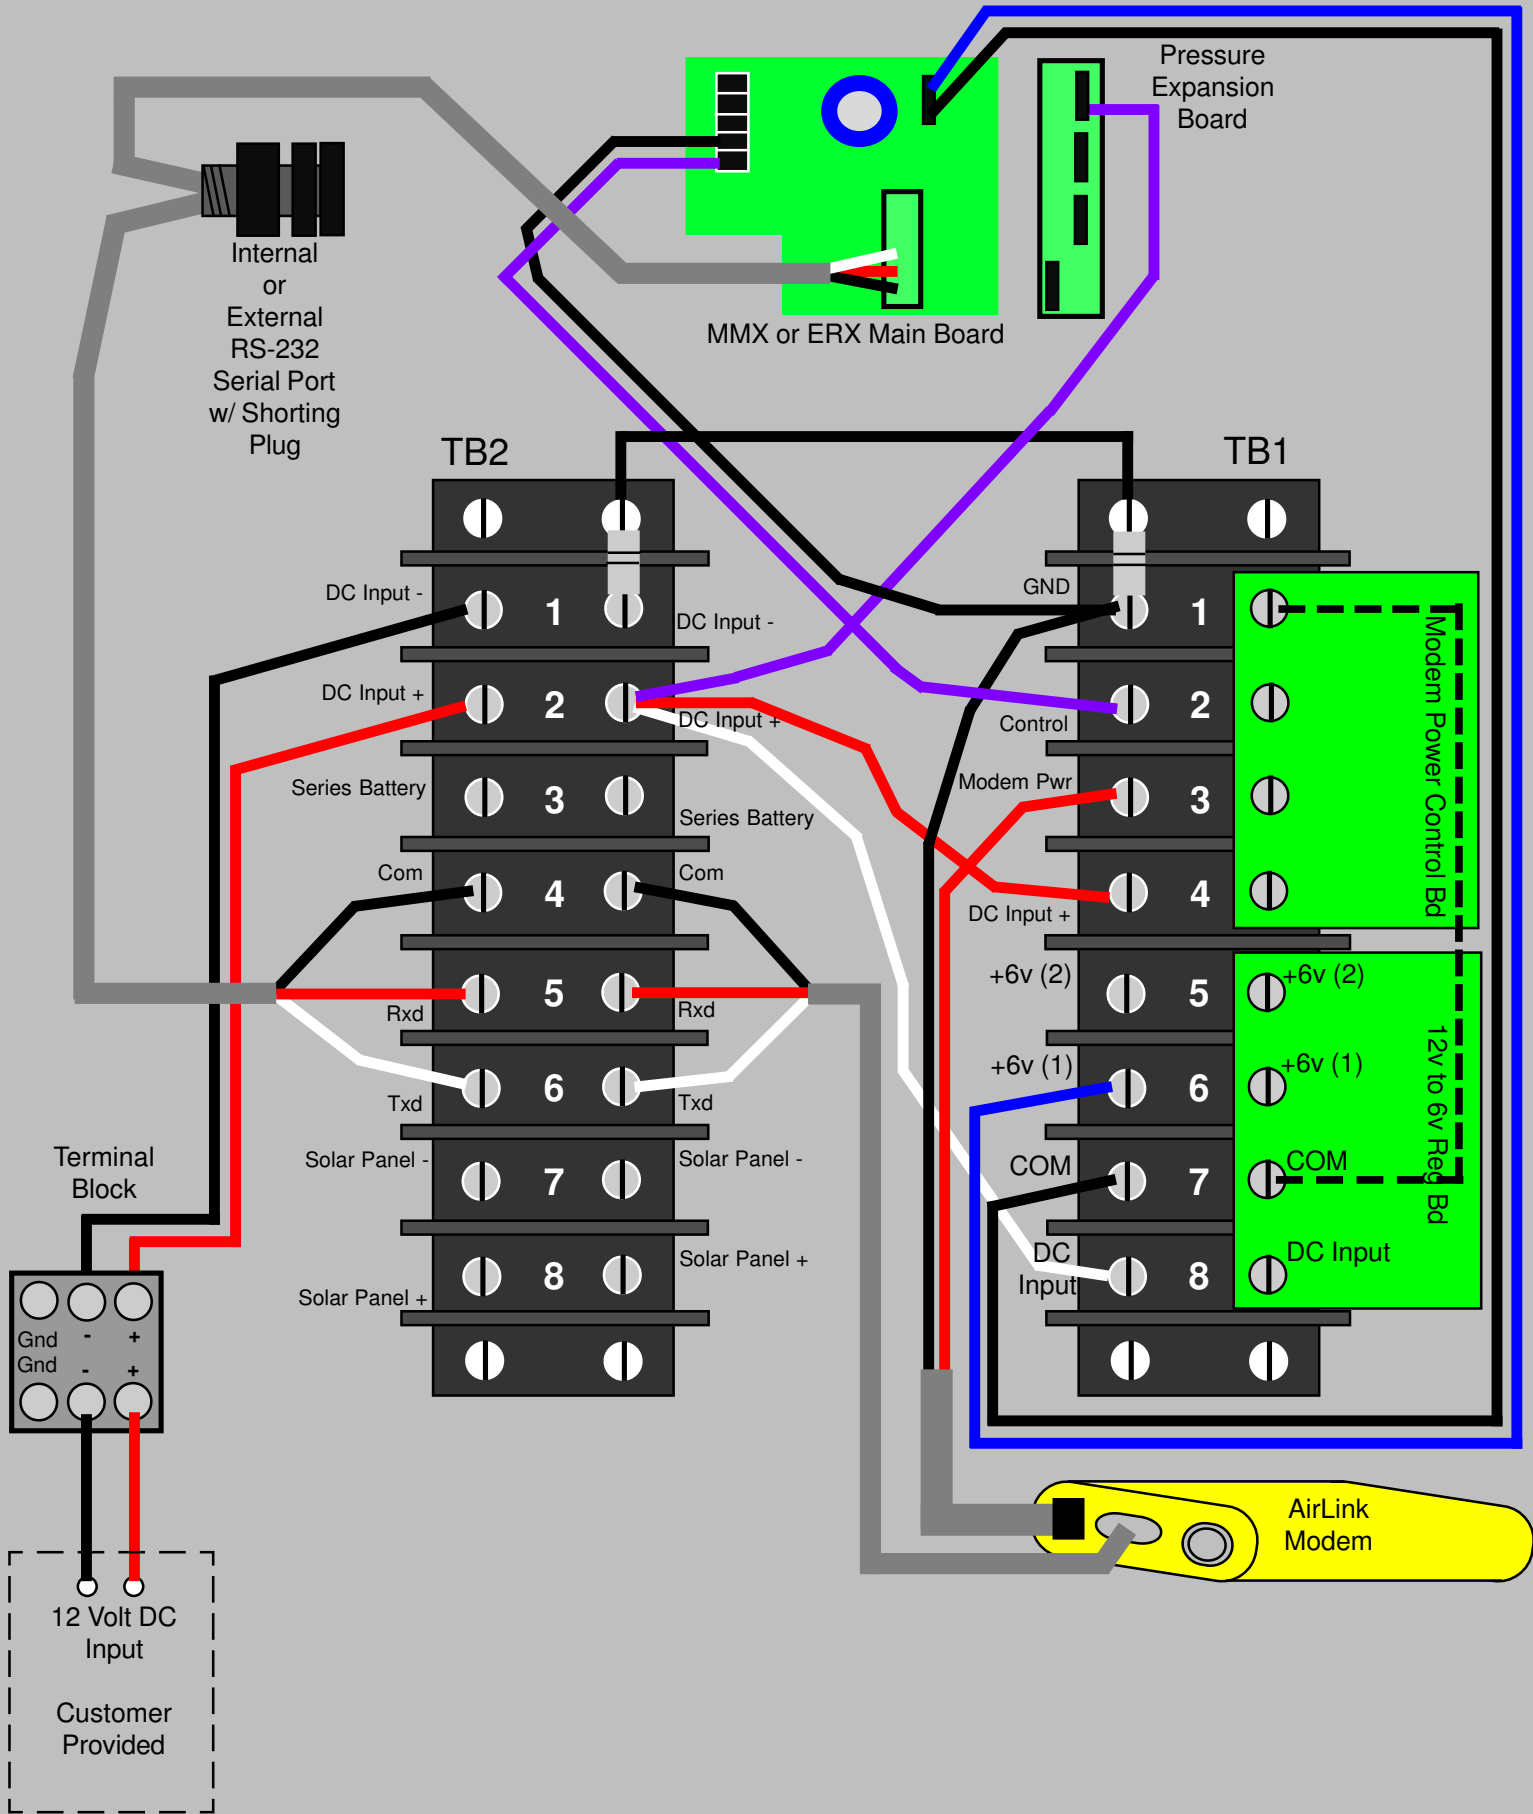 Pressure
Expansion
Board
Internal
or
External
RS-232
Serial Port
w/ Shorting
Plug
MMX or ERX Main Board
TB2
TB1
DC Input -
1
DC Input -
GND
1
DC Input +
2
DC Input +
Control
2
Series Battery
3
Series Battery
Modem Pwr
3
Com
4
Com
DC Input +
4
Modem Power Control Bd
Rxd
5
Rxd
+6v (2)
5
+6v (2)
Txd
6
Txd
+6v (1)
6
+6v (1)
Solar Panel -
7
Solar Panel -
COM
7
COM
12v to 6v Reg Bd
Solar Panel +
8
Solar Panel +
DC
Input
8
DC Input
Terminal
Block
Gnd - +
Gnd - +
12 Volt DC
Input
Customer
Provided
AirLink
Modem